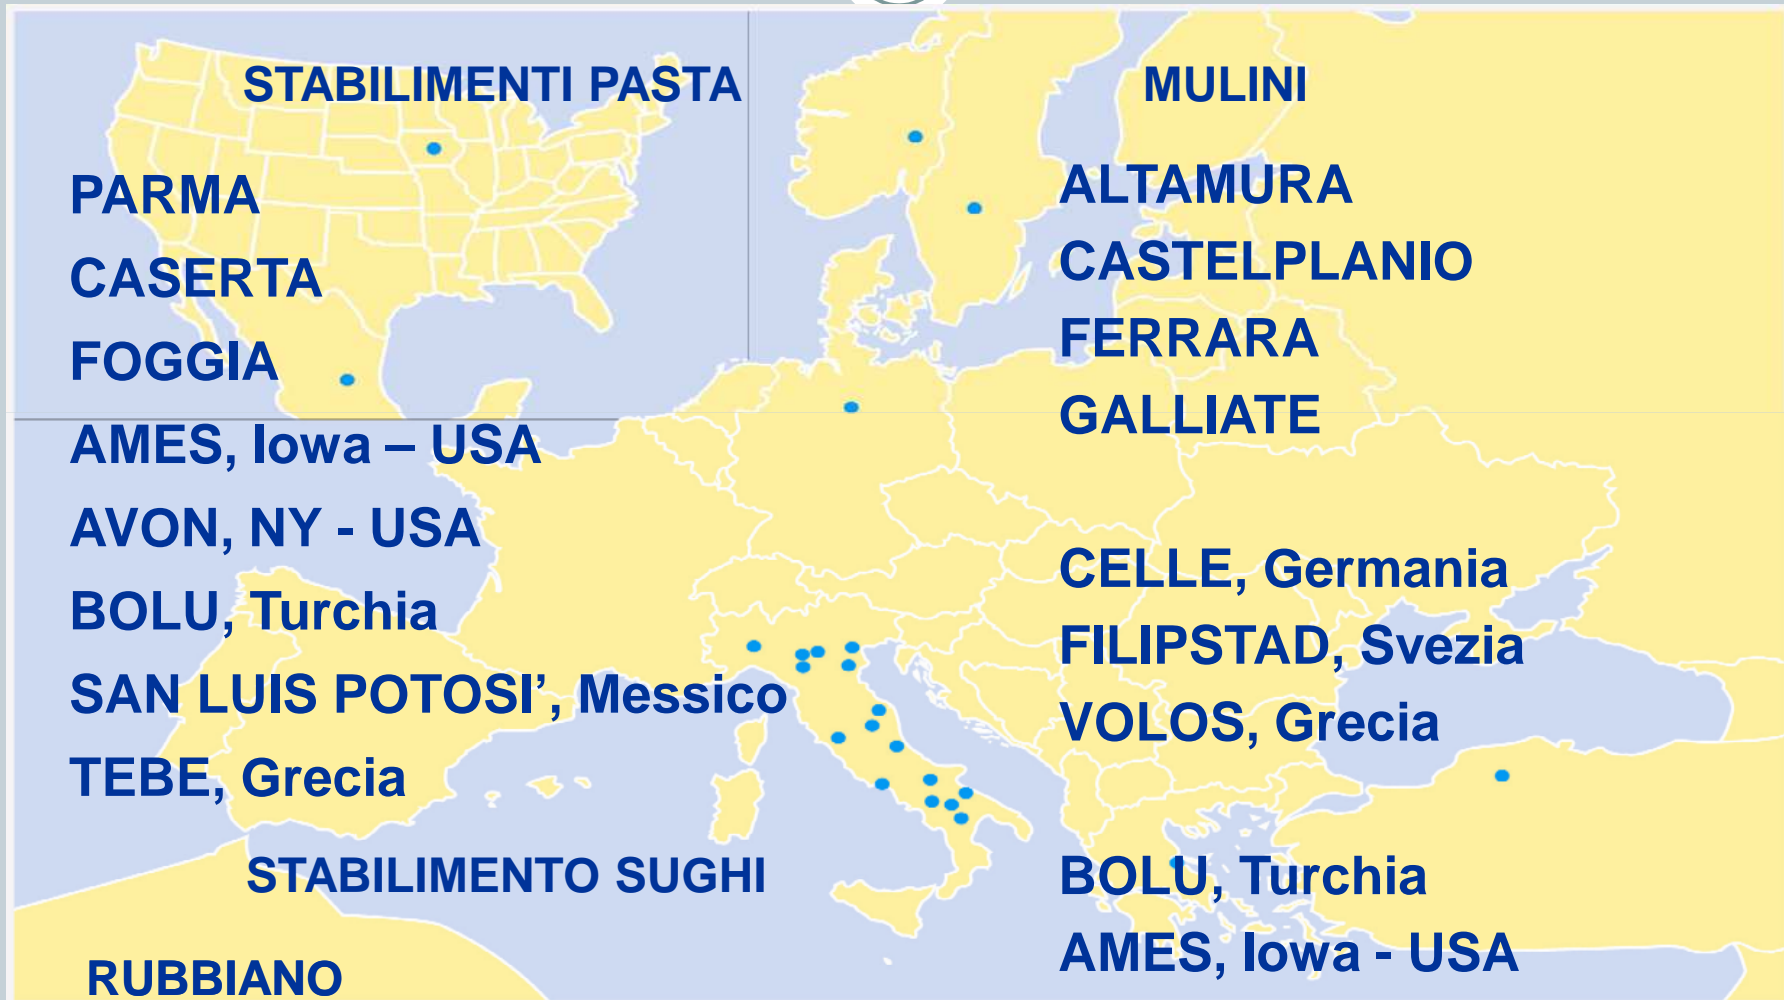 STABILIMENTI PASTA
PARMA
CASERTA
FOGGIA
AMES, Iowa – USA
AVON, NY - USA
BOLU, Turchia
SAN LUIS POTOSI’, Messico
TEBE, Grecia
STABILIMENTO SUGHI
RUBBIANO
MULINI
ALTAMURA
CASTELPLANIO
FERRARA
GALLIATE
CELLE, Germania
FILIPSTAD, Svezia
VOLOS, Grecia
BOLU, Turchia
AMES, Iowa - USA